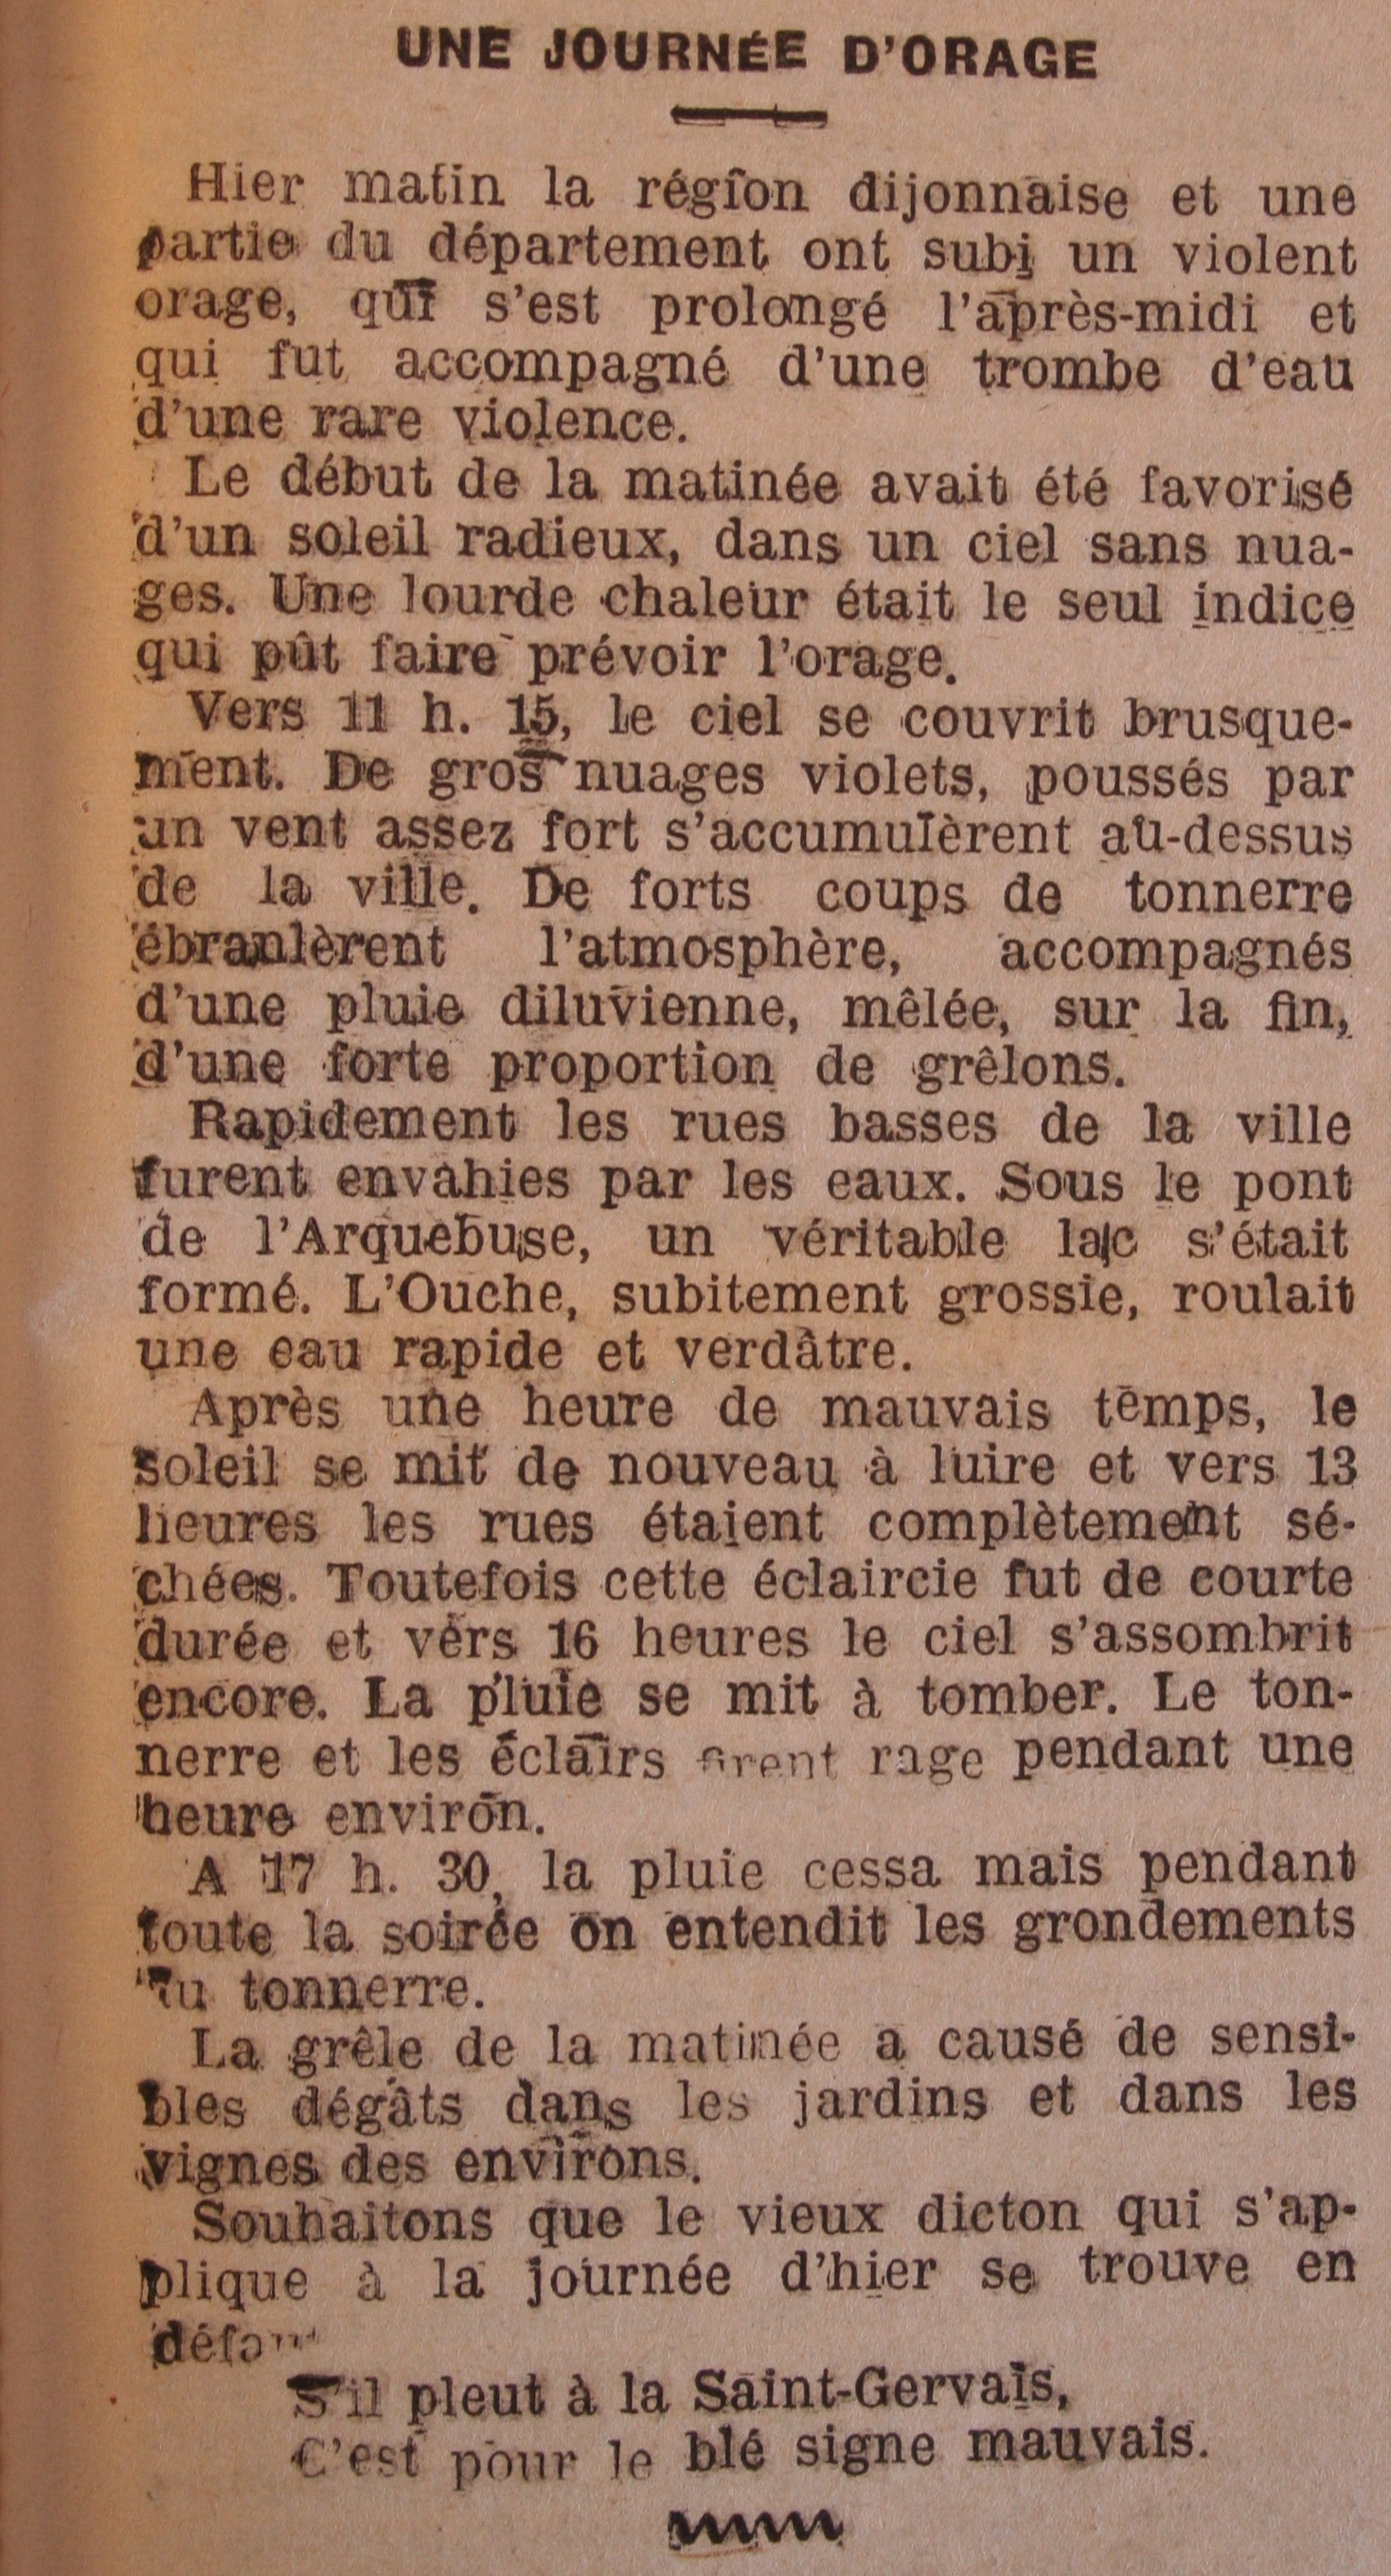 UNE JOURNÉE D'ORAGE
Hier matin la région dijonnaise et une
partie du département ont subi un violent
orage, qui s'est prolongé l'après-midi et
qui fut accompagné d'une trombe d'eau
d'une rare violence.
Le début de la matinée avait été favorisé
d'un soleil radieux, dans un ciel sans nua-
ges. Une lourde chaleur était le seul indice
qui pût faire prévoir l'orage.
Vers 11 h. 15, le ciel se couvrit brusque-
ment. De gros nuages violets, poussés par
un vent assez fort s'accumulèrent au-dessus
de la ville. De forts coups de tonnerre
ébranlèrent l'atmosphère, accompagnés
d'une pluie diluvienne, mêlée, sur la fin,
d'une forte proportion de grêlons.
Rapidement les rues basses de la ville
furent envahies par les eaux. Sous le pont
de l'Arquebuse, un véritable lac s'était
formé. L'Ouche, subitement grossie, roulait
une eau rapide et verdâtre.
Après une heure de mauvais temps, le
soleil se mit de nouveau à luire et vers 13
heures les rues étaient complètement sé-
chées. Toutefois cette éclaircie fut de courte
durée et vers 16 heures le ciel s'assombrit
encore. La pluie se mit à tomber. Le ton-
nerre et les éclairs firent rage pendant une
heure environ.
A 17 h. 30, la pluie cessa mais pendant
toute la soirée on entendit les grondements
du tonnerre.
La grêle de la matinée a causé de sensi-
bles dégâts dans les jardins et dans les
vignes des environs.
Souhaitons que le vieux dicton qui s'ap-
plique à la journée d'hier se trouve en
S'il pleut à la Saint-Gervais,
C'est pour le blé signe mauvais.